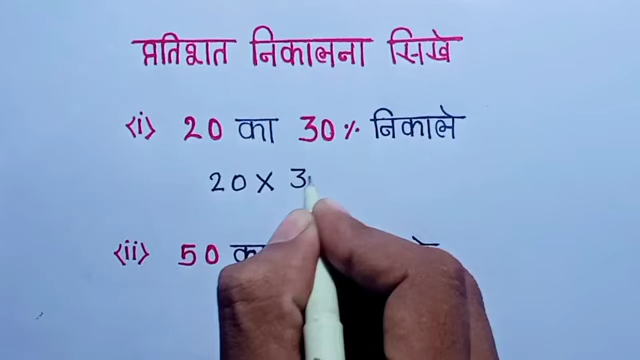 प्रतिशत निकालना सिखे
<i> 20 का 30% निकाले
20 × 3
<ii> 50